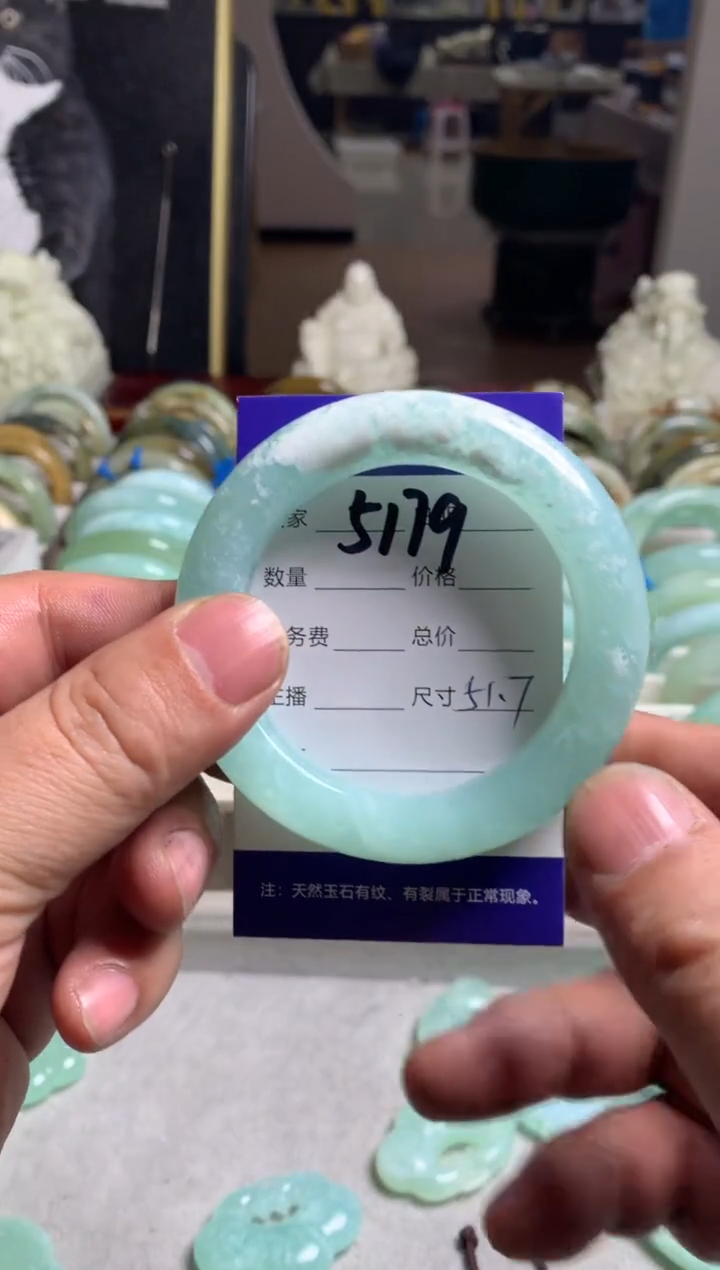 家 5179
数量 价格
务费 总价
主播 尺寸 51.7
注：天然玉石有纹、有裂属于正常现象。